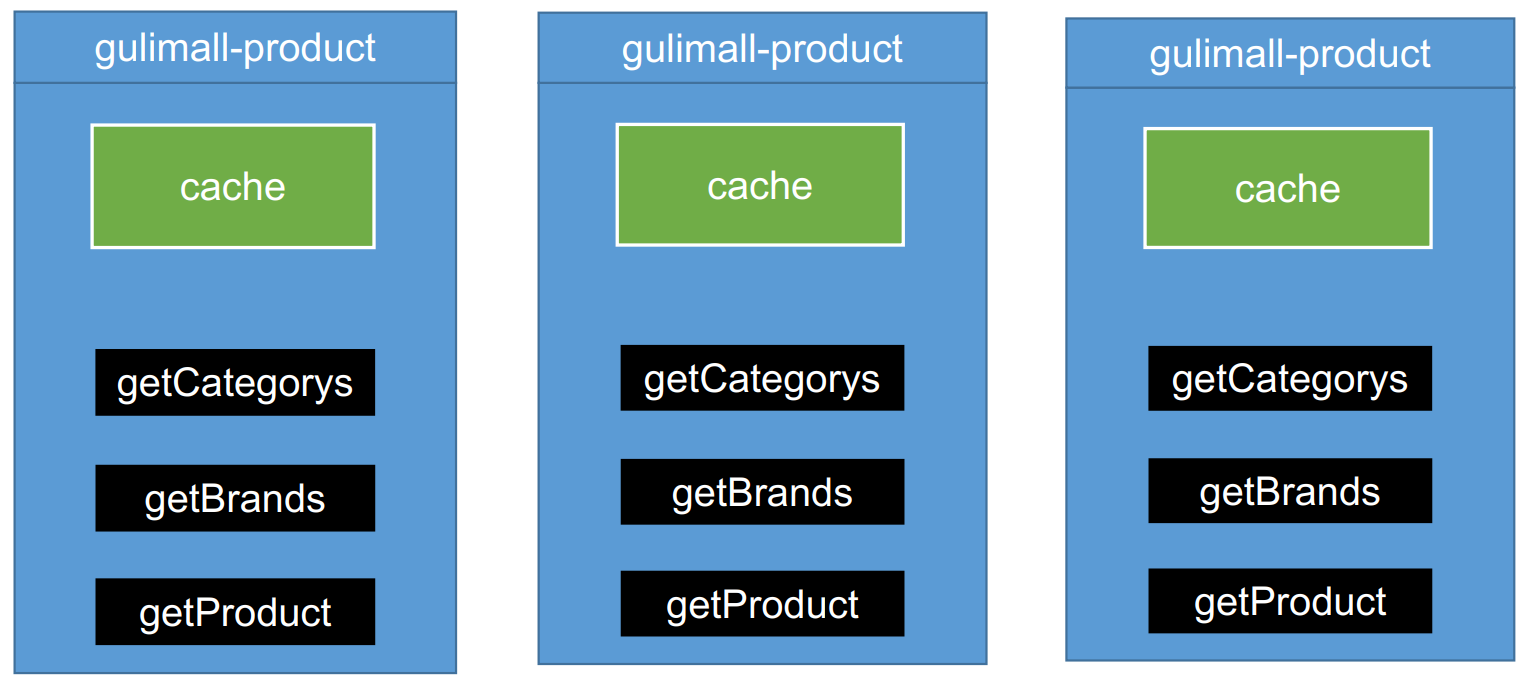 gulimall-product
cache
getCategorys
getBrands
getProduct
gulimall-product
cache
getCategorys
getBrands
getProduct
gulimall-product
cache
getCategorys
getBrands
getProduct